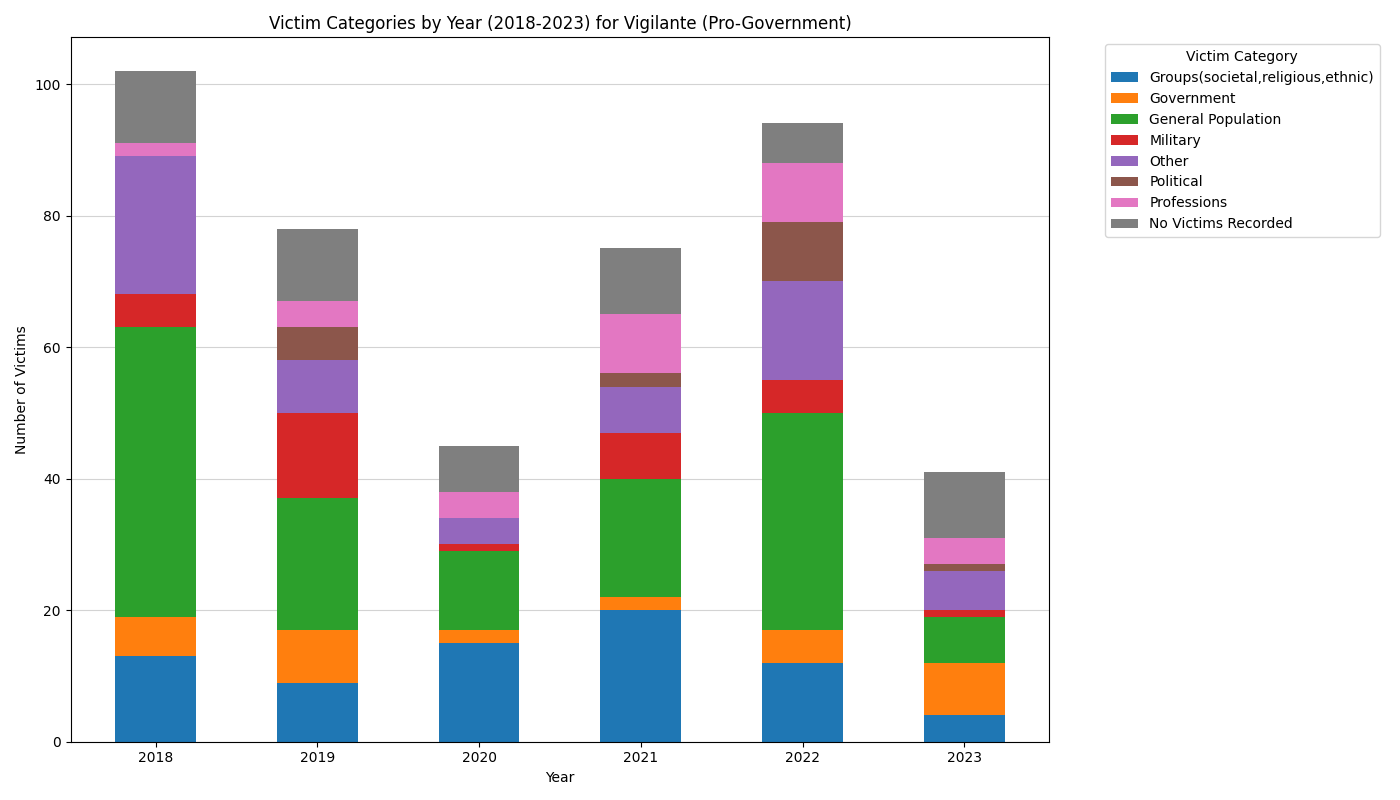 Victim Categories by Year (2018-2023) for Vigilante (Pro-Government)
Number of Victims
100
80
60
40
20
0
2018 2019 2020 2021 2022 2023
Year
Victim Category
Groups(societal,religious,ethnic)
Government
General Population
Military
Other
Political
Professions
No Victims Recorded